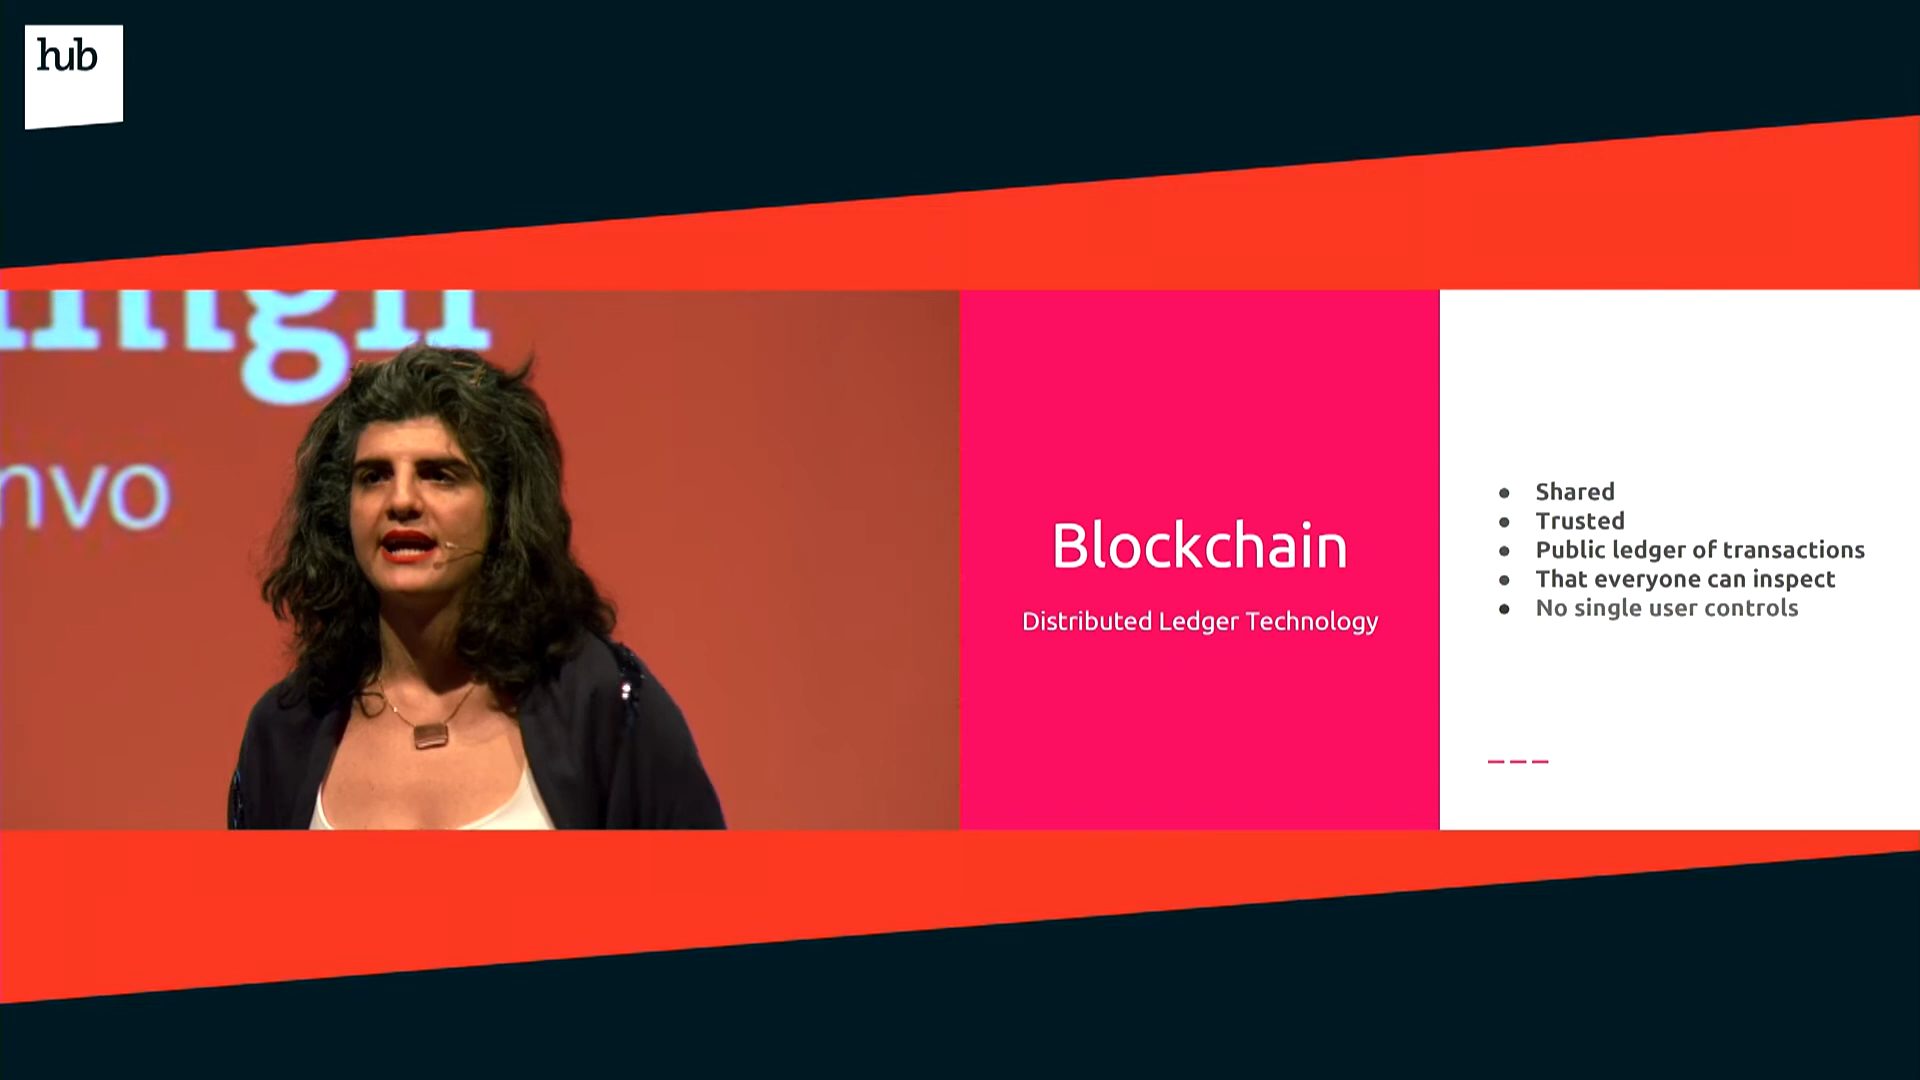 hub
nvo
Blockchain
Distributed Ledger Technology
Shared
Trusted
Public ledger of transactions
That everyone can inspect
No single user controls